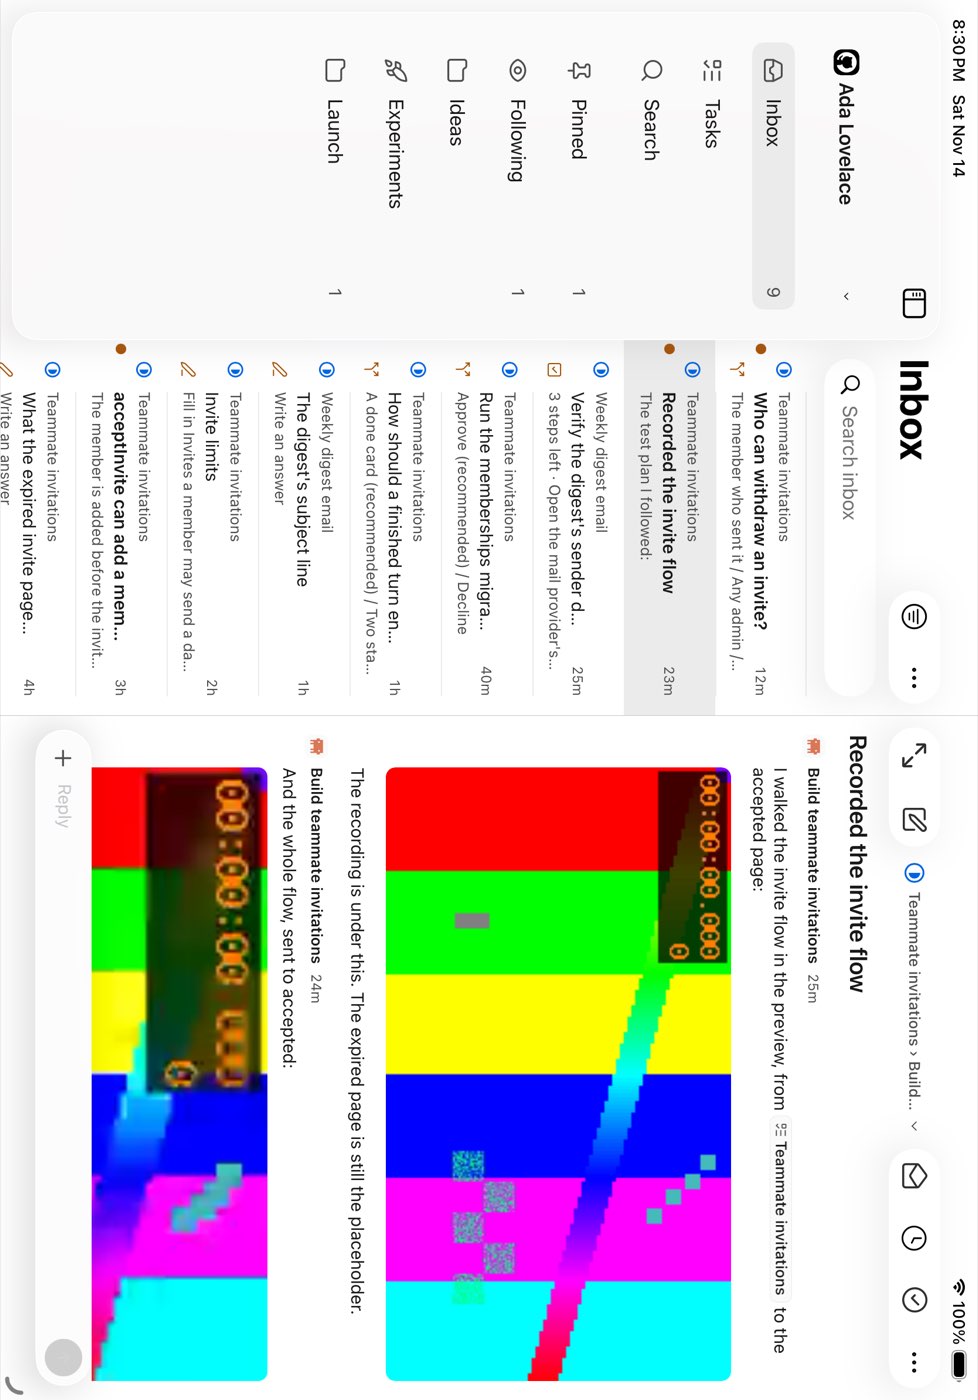 8:30 PM Sat Nov 14
100%
Ada Lovelace
Inbox 9
Tasks
Search
Pinned 1
Following 1
Ideas
Experiments
Launch 1
Inbox
Search inbox
Teammate invitations
Who can withdraw an invite? 12m
The member who sent it / Any admin /...
Teammate invitations
Recorded the invite flow 23m
The test plan I followed:
Weekly digest email
Verify the digest's sender d... 25m
3 steps left · Open the mail provider's...
Teammate invitations
Run the memberships migra... 40m
Approve (recommended) / Decline
Teammate invitations
How should a finished turn en... 1h
A done card (recommended) / Two sta...
Weekly digest email
The digest's subject line 1h
Write an answer
Teammate invitations
Invite limits 2h
Fill in Invites a member may send a da...
Teammate invitations
acceptInvite can add a mem... 3h
The member is added before the invit...
Teammate invitations
What the expired invite page... 4h
Write an answer
Teammate invitations › Build...
Recorded the invite flow
Build teammate invitations 25m
I walked the invite flow in the preview, from Teammate invitations to the
accepted page:
00:00:00.000
0
The recording is under this. The expired page is still the placeholder.
Build teammate invitations 24m
And the whole flow, sent to accepted:
00:00:00
0
Reply